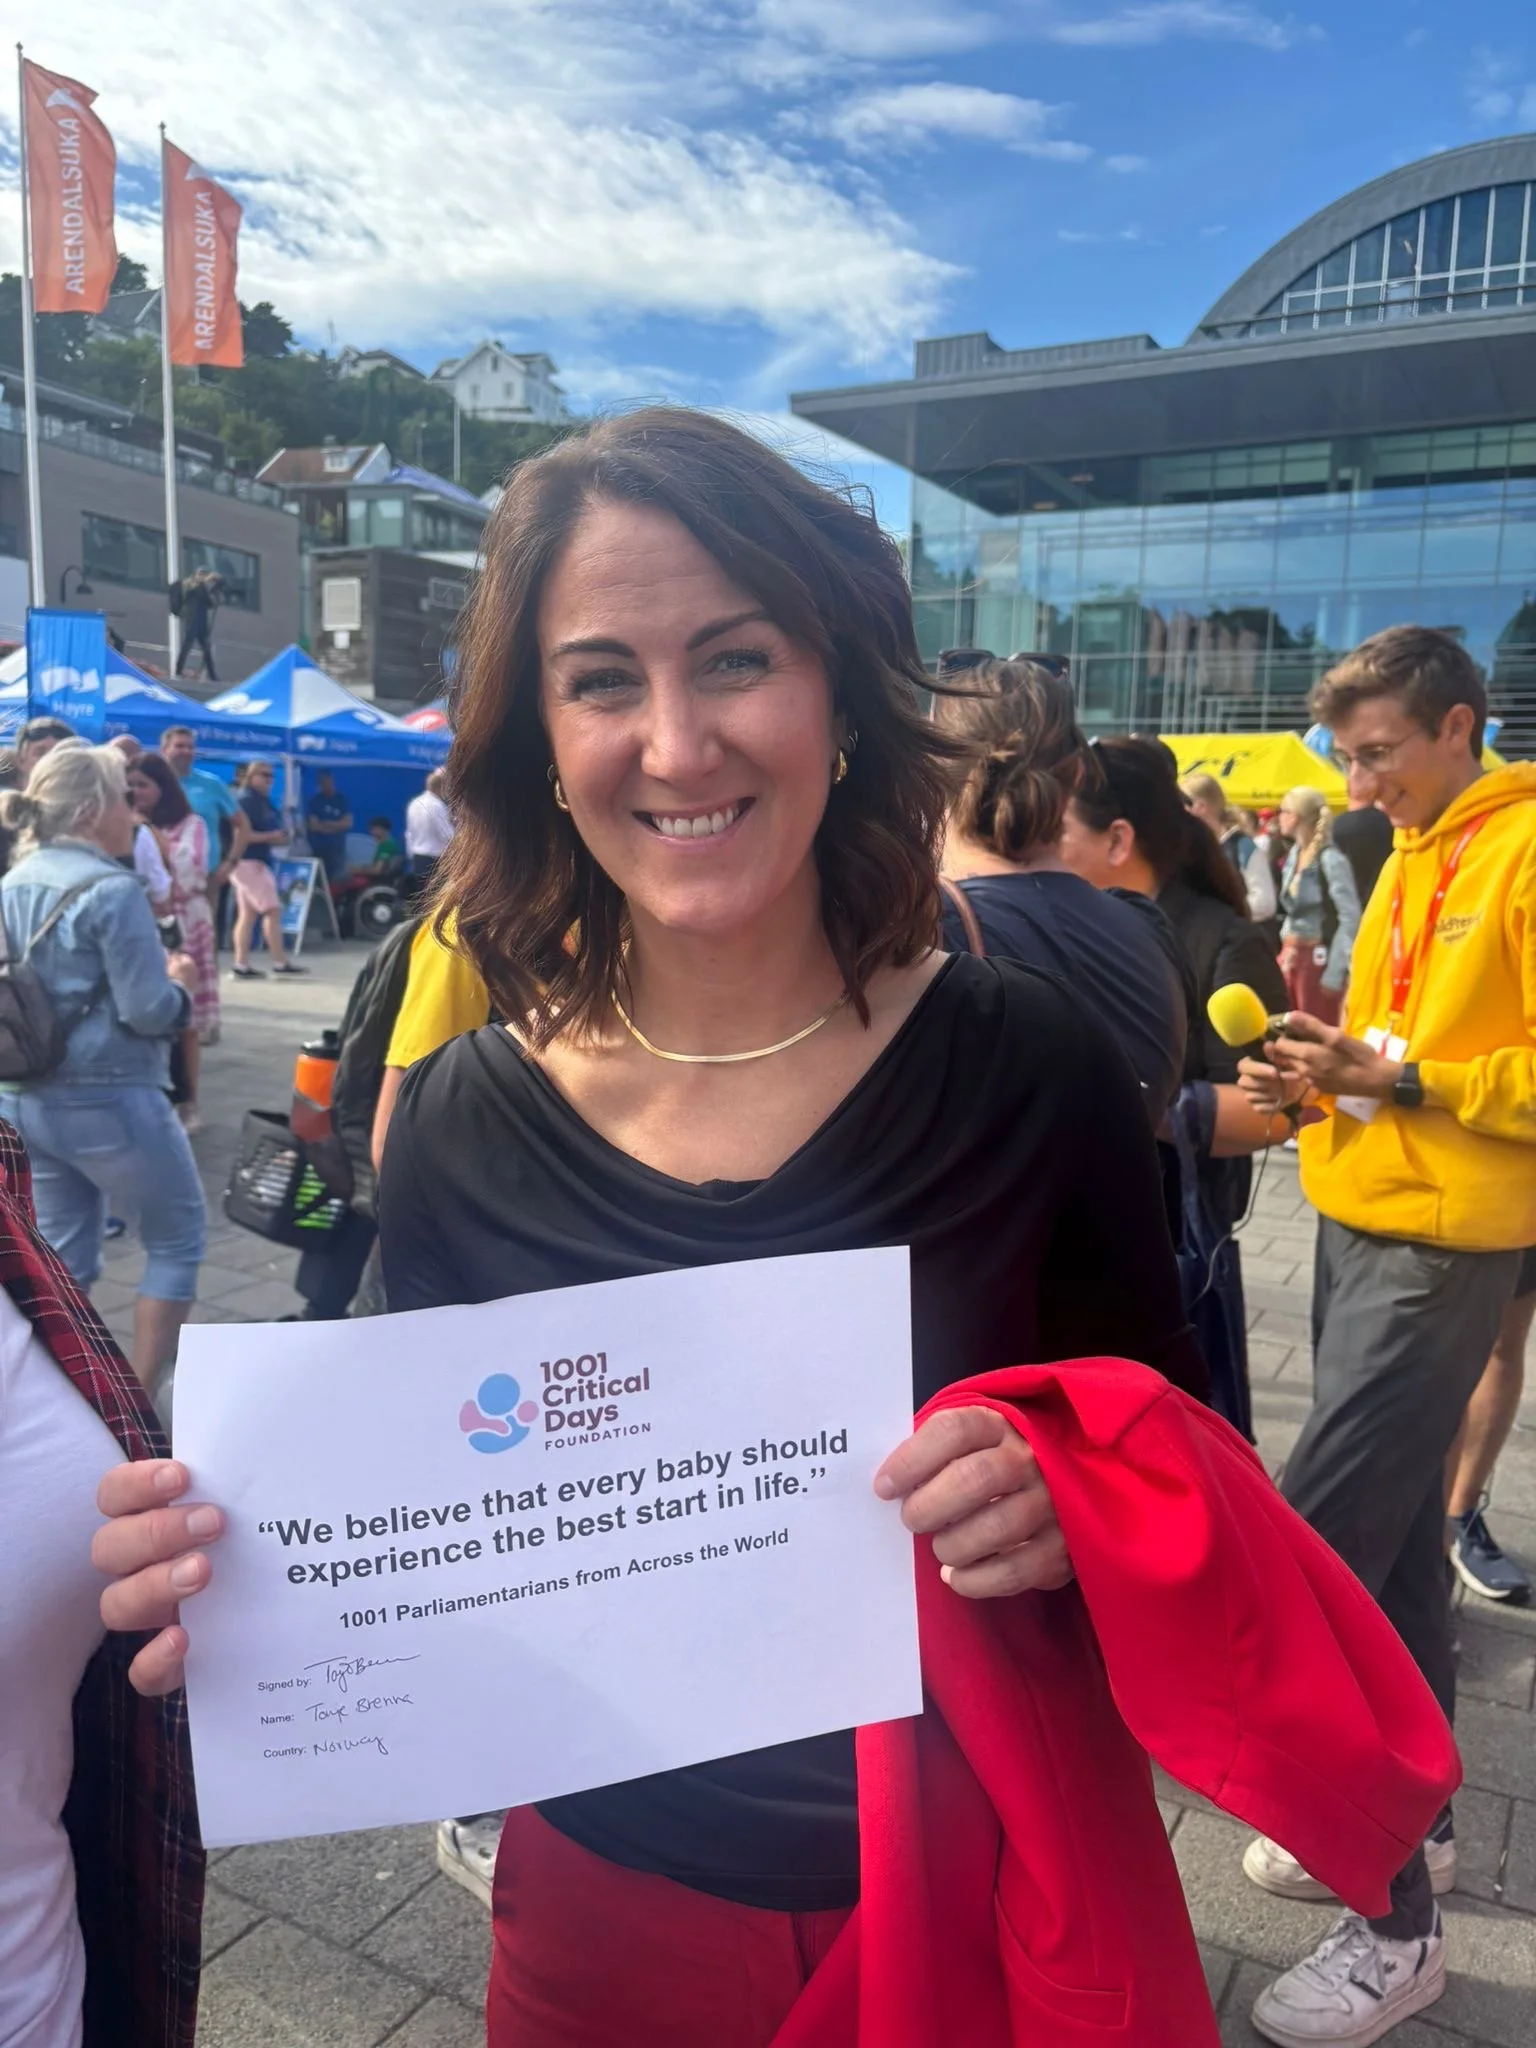 ARENDALSUKA
ARENDALSUKA
Høyre
1001
Critical
Days
FOUNDATION
“We believe that every baby should
experience the best start in life.”
1001 Parliamentarians from Across the World
Signed by:
Name: Tonje Brenna
Country: Norway